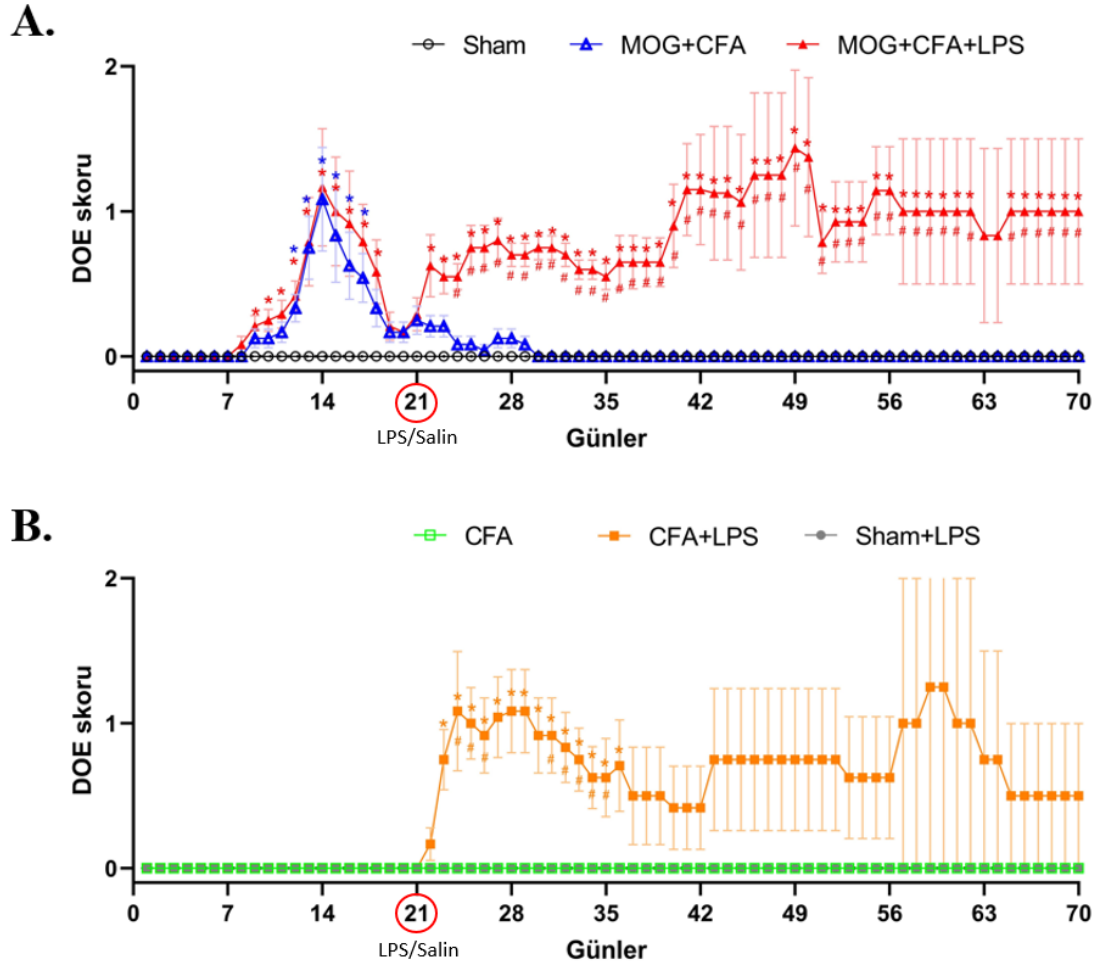 A.
Sham MOG+CFA MOG+CFA+LPS
2
1
0
DOE skoru
0 7 14 21 28 35 42 49 56 63 70
LPS/Salin
Günler
B.
CFA CFA+LPS Sham+LPS
2
1
0
DOE skoru
0 7 14 21 28 35 42 49 56 63 70
LPS/Salin
Günler